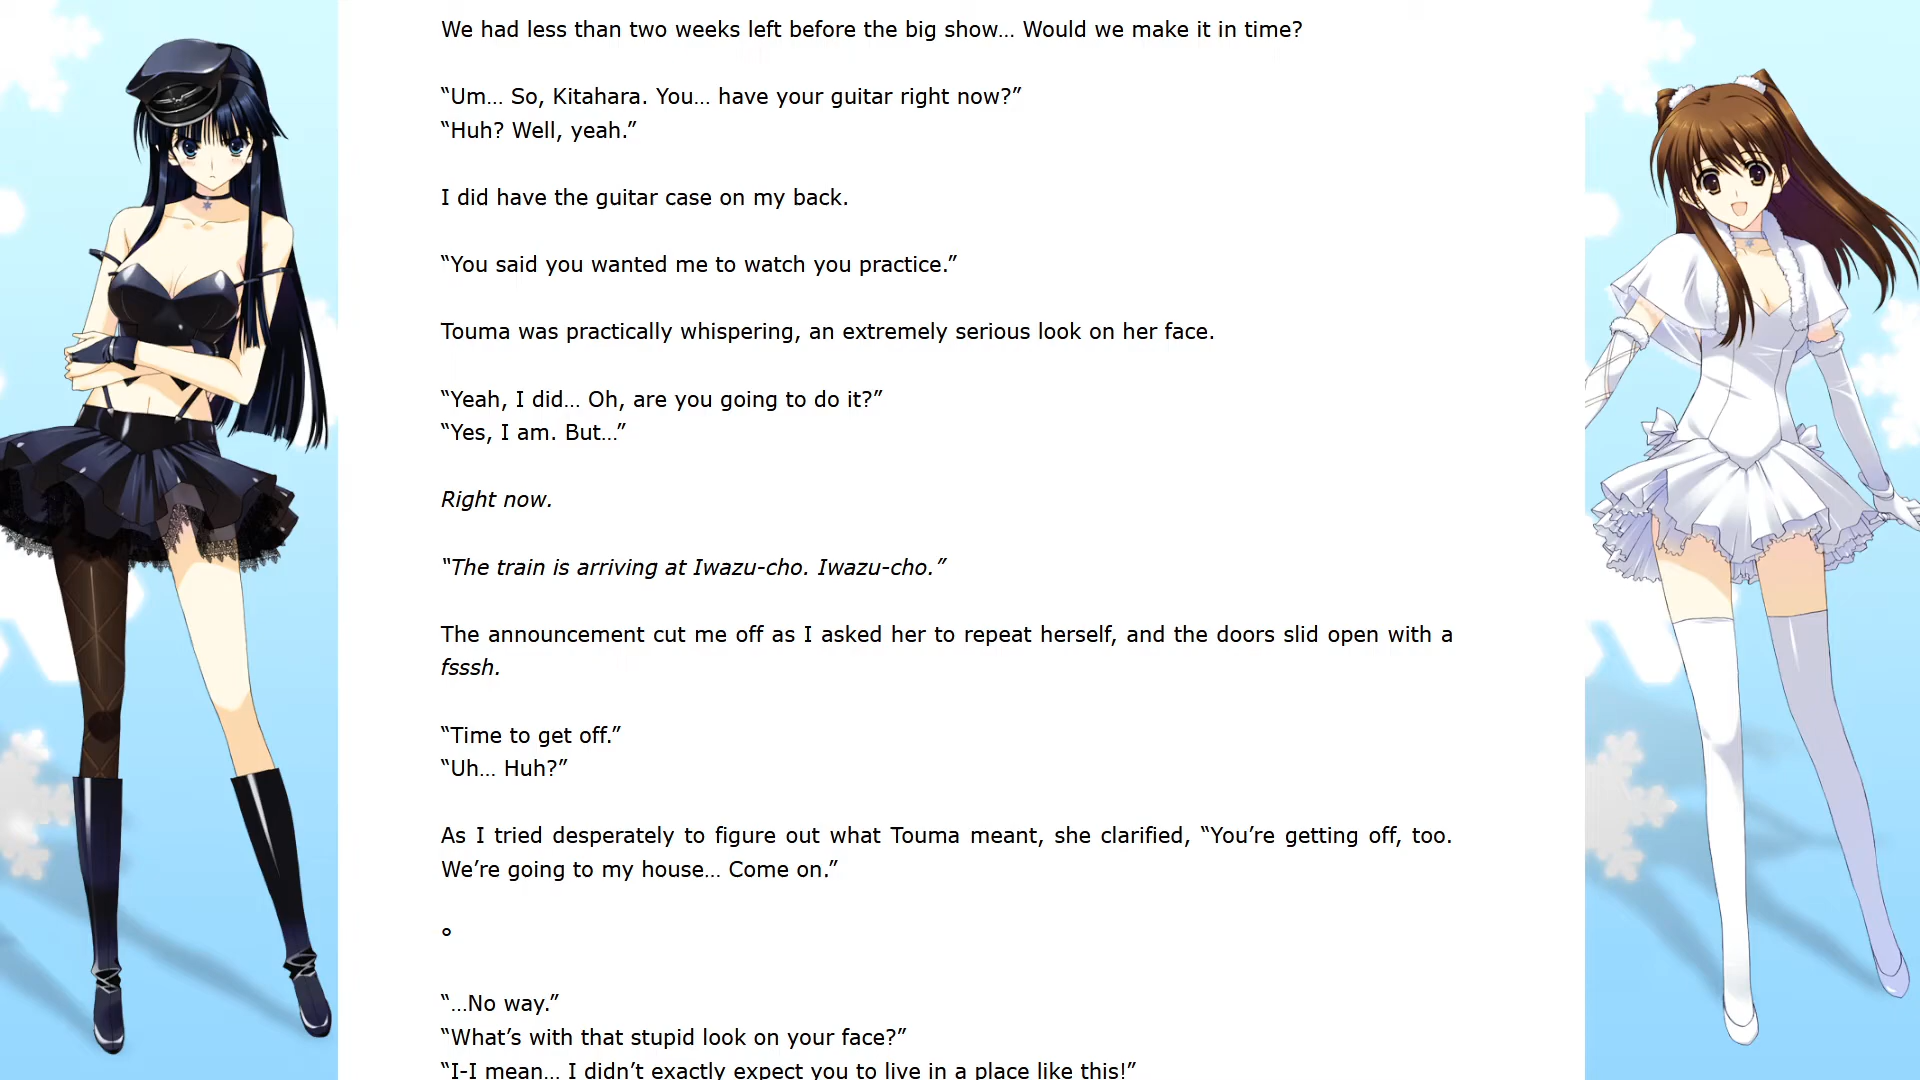 We had less than two weeks left before the big show… Would we make it in time?
“Um… So, Kitahara. You… have your guitar right now?”
“Huh? Well, yeah.”
I did have the guitar case on my back.
“You said you wanted me to watch you practice.”
Touma was practically whispering, an extremely serious look on her face.
“Yeah, I did… Oh, are you going to do it?”
“Yes, I am. But…”
Right now.
“The train is arriving at Iwazu-cho. Iwazu-cho.”
The announcement cut me off as I asked her to repeat herself, and the doors slid open with a
fsssh.
“Time to get off.”
“Uh… Huh?”
As I tried desperately to figure out what Touma meant, she clarified, “You’re getting off, too.
We’re going to my house… Come on.”
°
“…No way.”
“What’s with that stupid look on your face?”
“I-I mean… I didn’t exactly expect you to live in a place like this!”